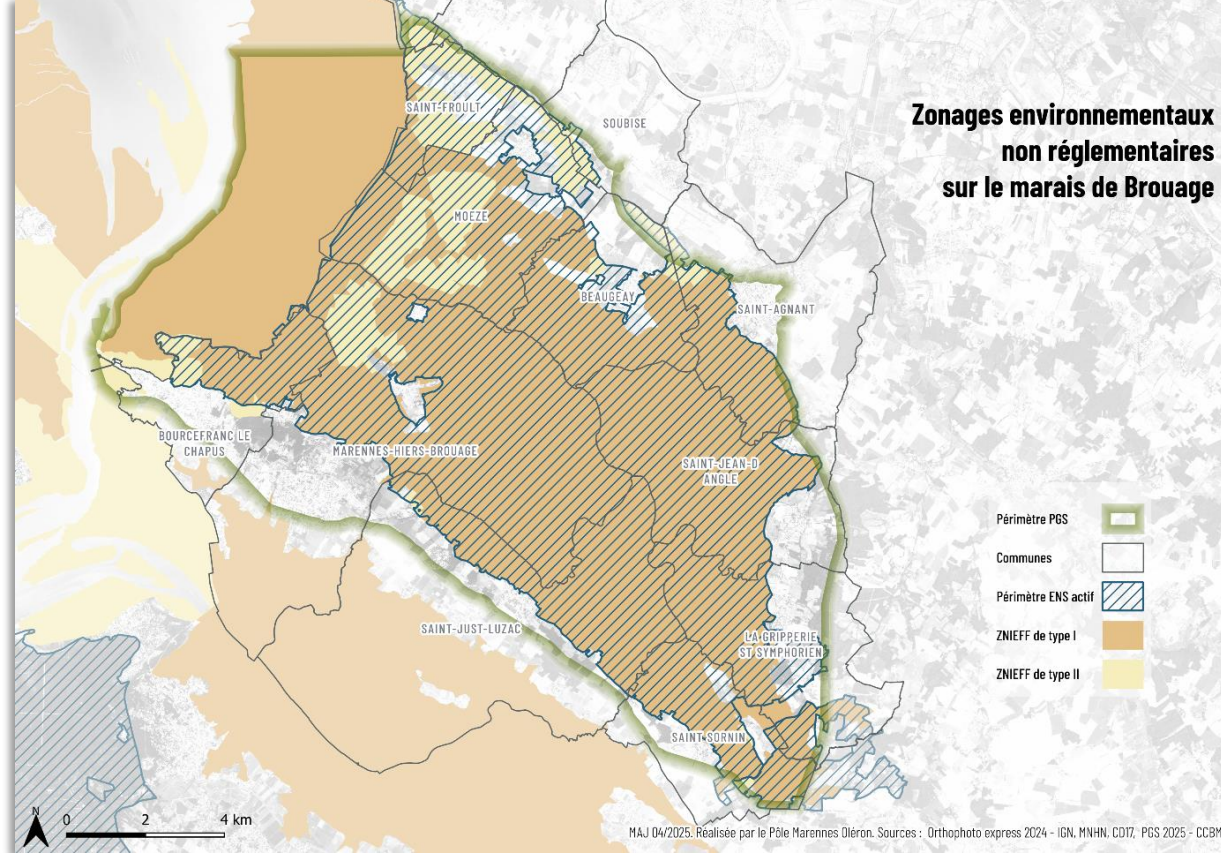 Zonages environnementaux
non réglementaires
sur le marais de Brouage
SAINT-FROULT
SOUBISE
MOEZE
BEAUGEAY
SAINT-AGNANT
BOURCEFRANC LE
CHAPUS
MARENNES-HIERS-BROUAGE
SAINT-JEAN-D
ANGLE
SAINT-JUST-LUZAC
LA GRIPPERIE
ST SYMPHORIEN
SAINT SORNIN
Périmètre PGS
Communes
Périmètre ENS actif
ZNIEFF de type I
ZNIEFF de type II
N
0 2 4 km
MAJ 04/2025. Réalisée par le Pôle Marennes Oléron. Sources : Orthophoto express 2024 - IGN, MNHN, CD17, PGS 2025 - CCBM